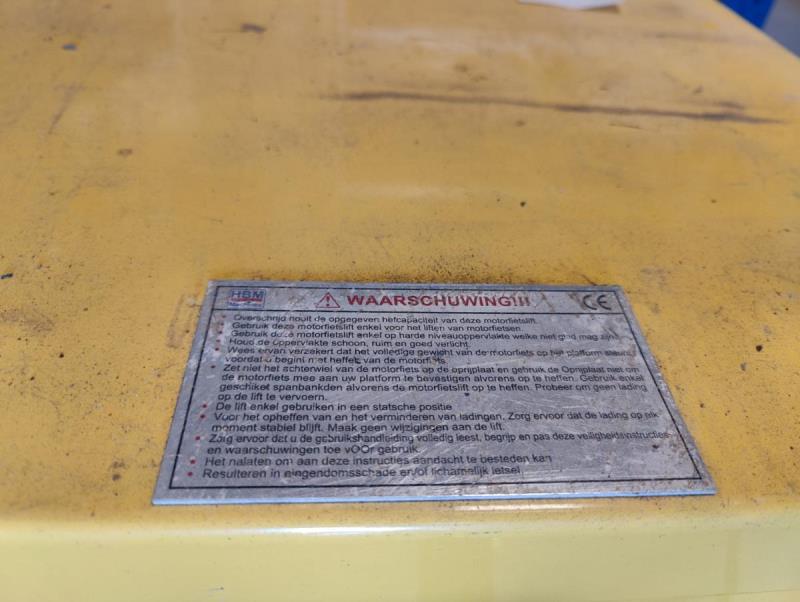 HBM
WAARSCHUWING!!!
CE
Overschrijd nooit de opgegeven hefcapaciteit van deze motorfietslift.
Gebruik deze motorfietslift enkel voor het liften van motorfietsen.
Gebruik deze motorfietslift enkel op harde niveauoppervlakte welke niet glad mag zijn.
Houd de oppervlakte schoon, ruim en goed verlicht.
Wees ervan verzekert dat het volledige gewicht van de motorfiets op het platform steunt
voordat u begint met heffen van de motorfiets.
Zet niet het achterwiel van de motorfiets op de oprijplaat en gebruik de Oprijplaat niet om
de motorfiets mee aan uw platform te bevestigen alvorens op te heffen. Gebruik enkel
geschiket spanbankden alvorens de motorfietslift op te heffen. Probeer om geen lading
op de lift te vervoern.
De lift enkel gebruiken in een statsche positie
Voor het opheffen van en het verminderen van ladingen. Zorg ervoor dat de lading op elk
moment stabiel blijft. Maak geen wijzigingen aan de lift.
Zorg ervoor dat u de gebruikshandleiding volledig leest, begrijp en pas deze veiligheidsinstructies
en waarschuwingen toe vOOr gebruik.
Het nalaten om aan deze instructies aandacht te besteden kan
Resulteren in eingendomsschade en/of lichamelijk letsel.